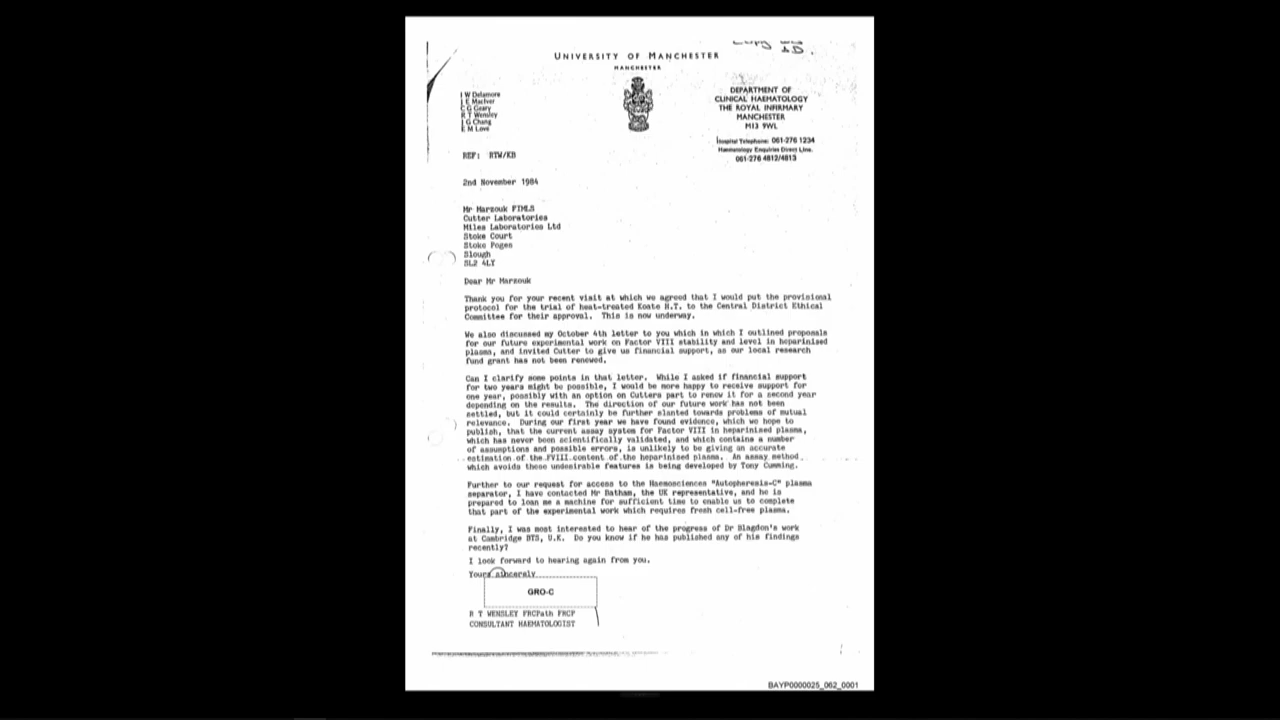 UNIVERSITY OF MANCHESTER
MANCHESTER
J W Delamore
J E MacIver
C G Geary
R T Wensley
J G Chang
E M Love
DEPARTMENT OF
CLINICAL HAEMATOLOGY
THE ROYAL INFIRMARY
MANCHESTER
M13 9WL
Hospital Telephone: 061-276 1234
Haematology Enquiries Direct Line.
061-276 4812/4813
REF: RTW/KB
2nd November 1984
Mr Marzouk FIMLS
Cutter Laboratories
Miles Laboratories Ltd
Stoke Court
Stoke Poges
Slough
SL2 4LY
Dear Mr Marzouk
Thank you for your recent visit at which we agreed that I would put the provisional
protocol for the trial of heat-treated Koate H.T. to the Central District Ethical
Committee for their approval. This is now underway.
We also discussed my October 4th letter to you which in which I outlined proposals
for our future experimental work on Factor VIII stability and level in heparinised
plasma, and invited Cutter to give us financial support, as our local research
fund grant has not been renewed.
Can I clarify some points in that letter. While I asked if financial support
for two years might be possible, I would be more happy to receive support for
one year, possibly with an option on Cutters part to renew it for a second year
depending on the results. The direction of our future work has not been
settled, but it could certainly be further slanted towards problems of mutual
relevance. During our first year we have found evidence, which we hope to
publish, that the current assay system for Factor VIII in heparinised plasma,
which has never been scientifically validated, and which contains a number
of assumptions and possible errors, is unlikely to be giving an accurate
estimation of the FVIII content of the heparinised plasma. An assay method
which avoids these undesirable features is being developed by Tony Cumming.
Further to our request for access to the Haemosciences "Autopheresis-C" plasma
separator, I have contacted Mr Batham, the UK representative, and he is
prepared to loan me a machine for sufficient time to enable us to complete
that part of the experimental work which requires fresh cell-free plasma.
Finally, I was most interested to hear of the progress of Dr Blagdon's work
at Cambridge BTS, U.K. Do you know if he has published any of his findings
recently?
I look forward to hearing again from you.
Yours sincerely
GRO-C
R T WENSLEY FRCPath FRCP
CONSULTANT HAEMATOLOGIST
BAYP0000025_062_0001